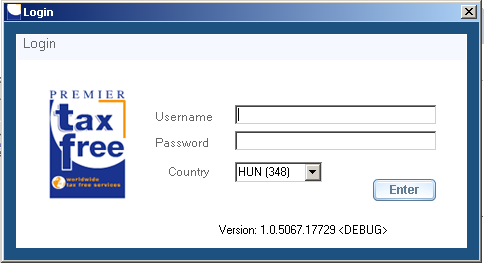 Login
Login
PREMIER
tax
free
worldwide
tax free services
Username
Password
Country HUN (348)
Enter
Version: 1.0.5067.17729 <DEBUG>